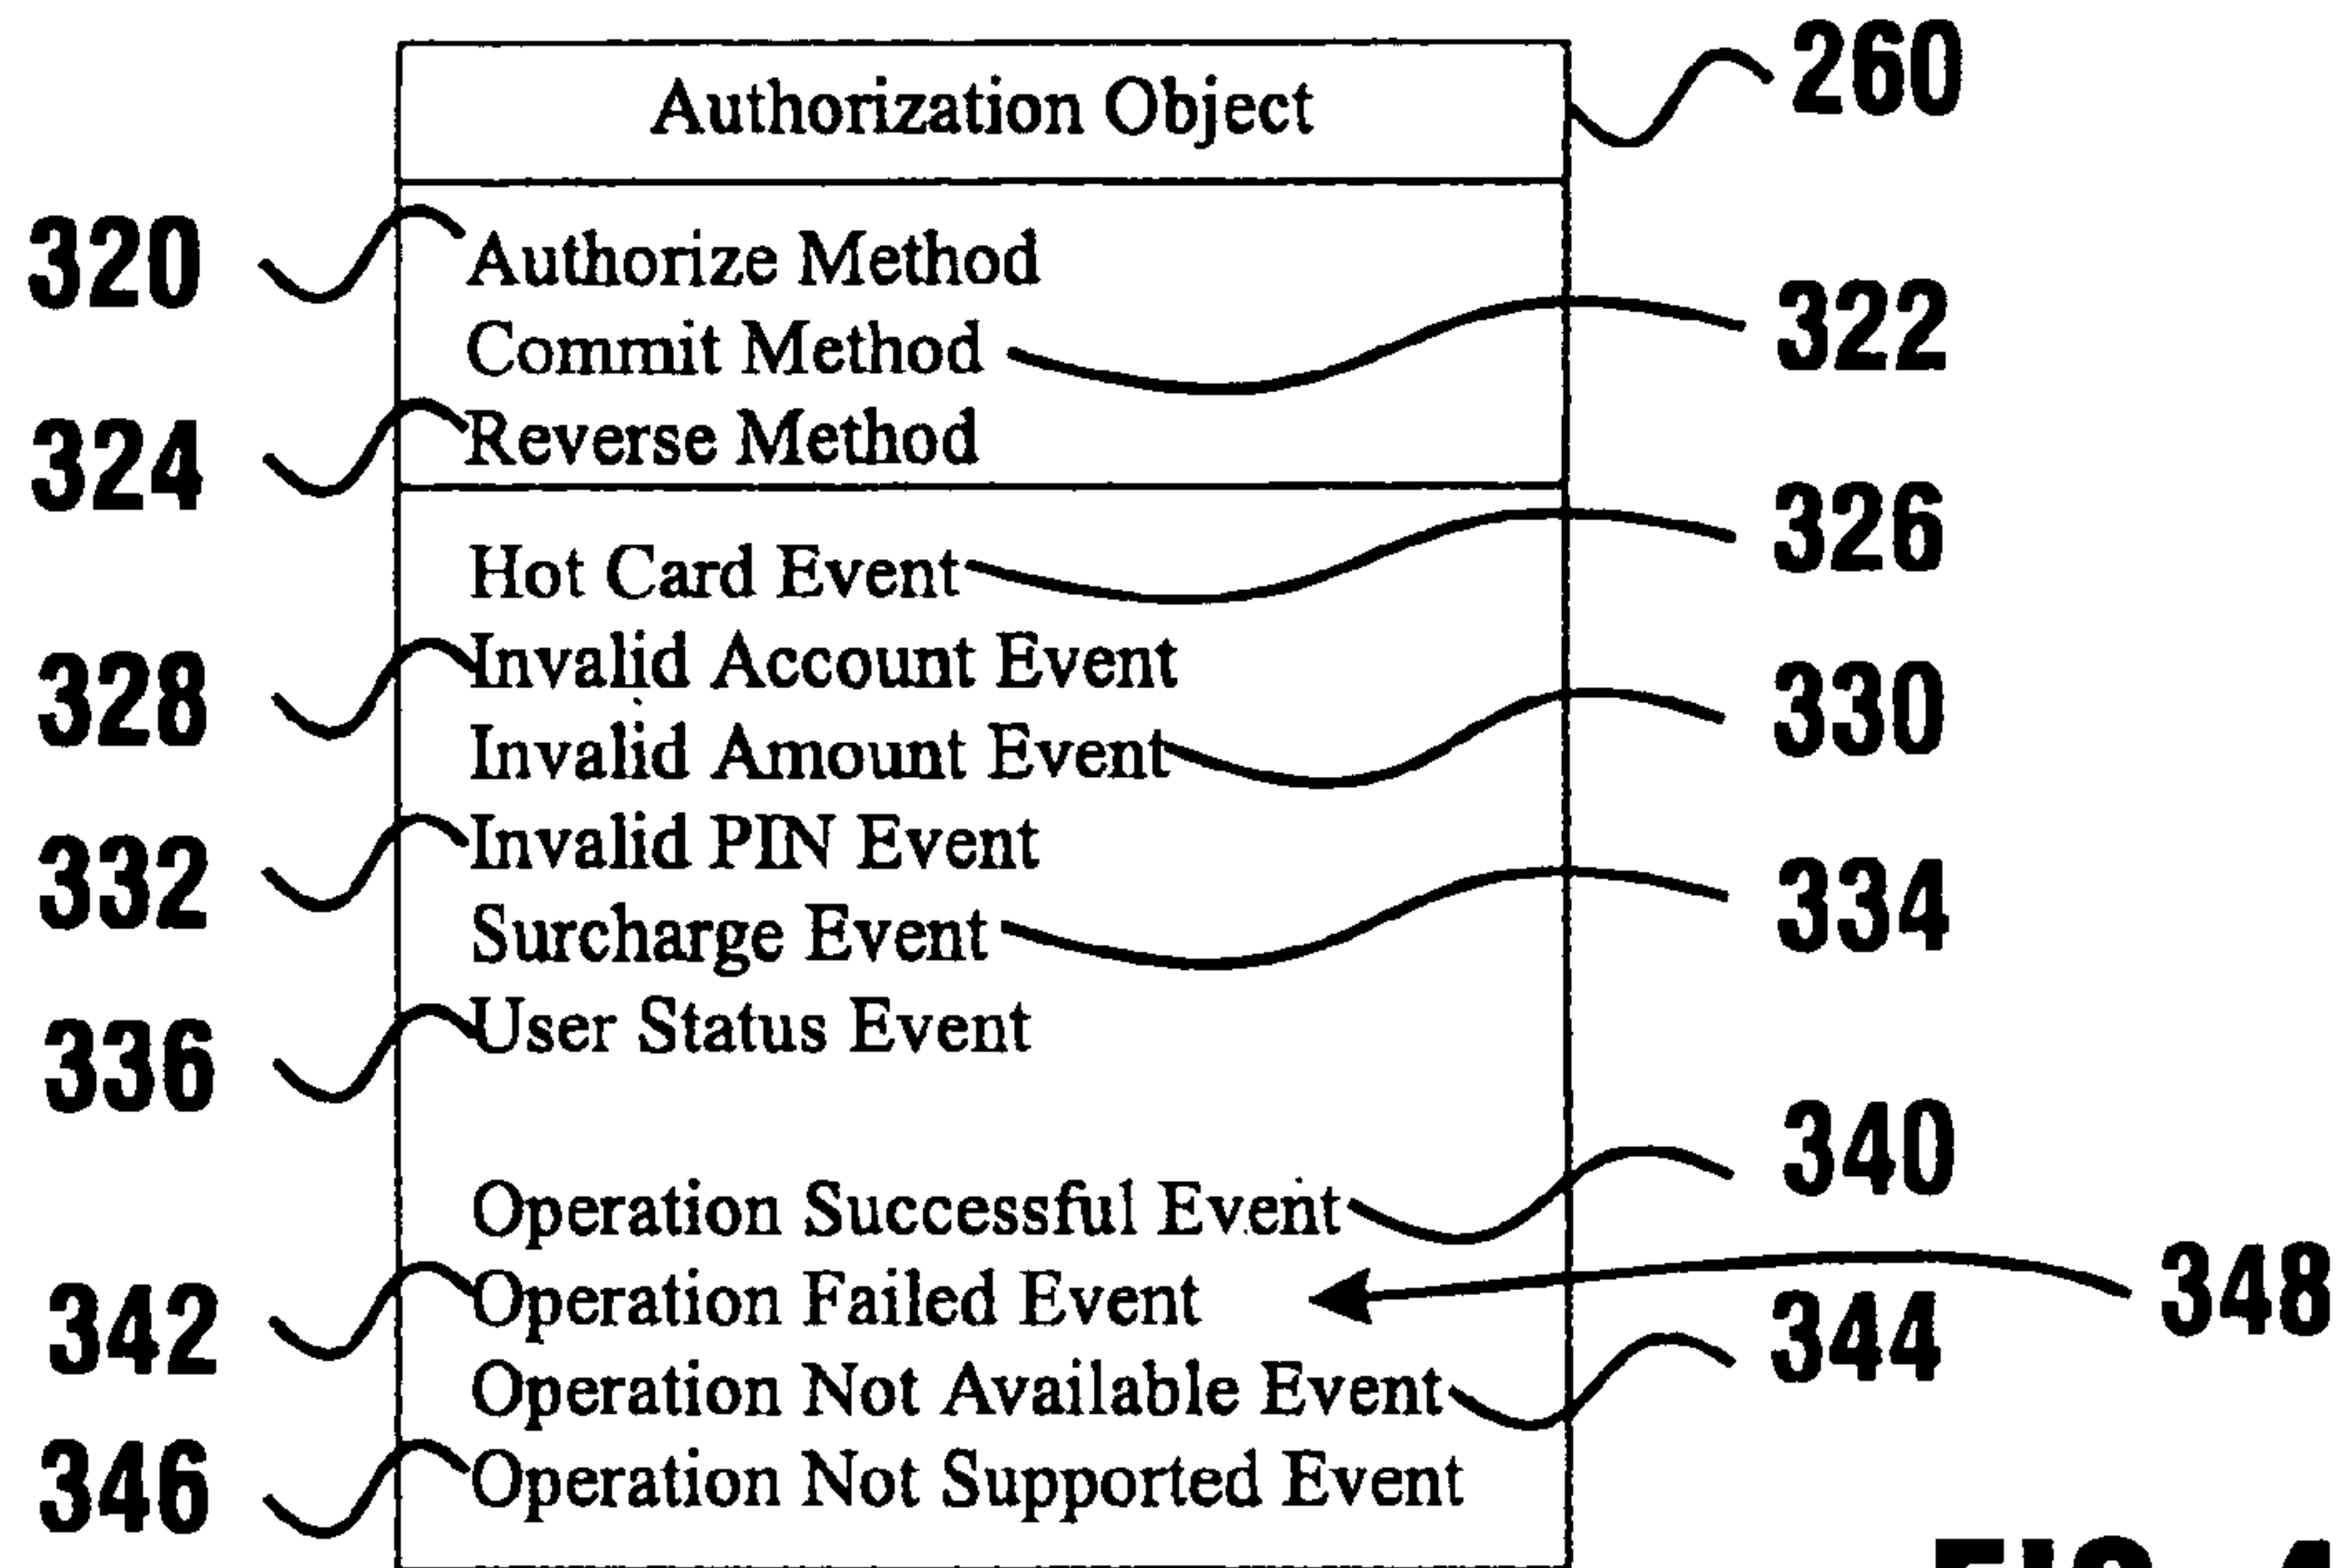 Authorization Object 260
320 Authorize Method
Commit Method 322
324 Reverse Method
Hot Card Event 326
328 Invalid Account Event
Invalid Amount Event 330
332 Invalid PIN Event
Surcharge Event 334
336 User Status Event
Operation Successful Event 340
342 Operation Failed Event 348
Operation Not Available Event 344
346 Operation Not Supported Event